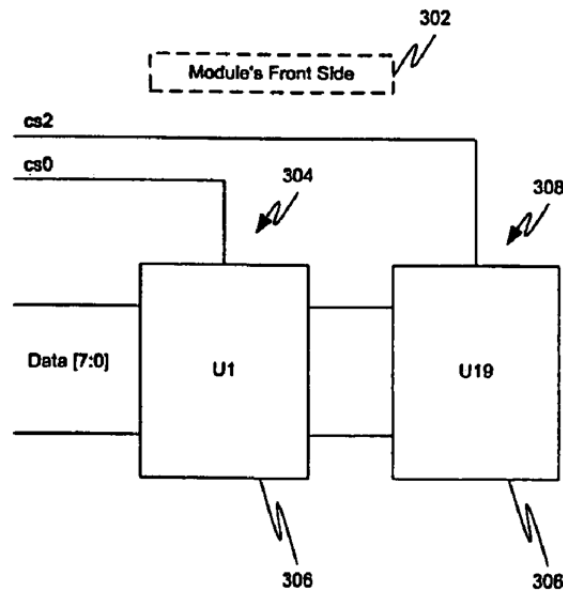 302
Module's Front Side
cs2
cs0
304
308
Data [7:0]
U1
U19
306
306